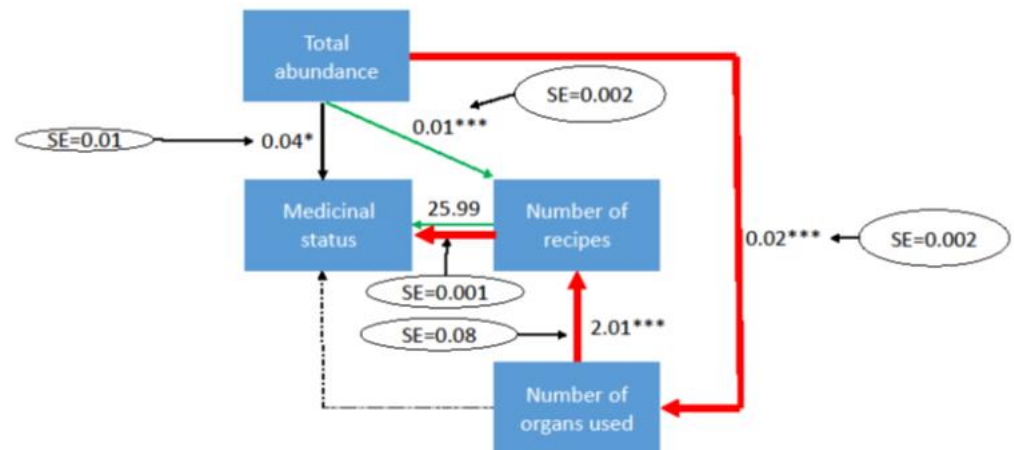 Total
abundance
SE=0.002
0.01***
SE=0.01
0.04*
Medicinal
status
25.99
Number of
recipes
0.02***
SE=0.002
SE=0.001
SE=0.08
2.01***
Number of
organs used